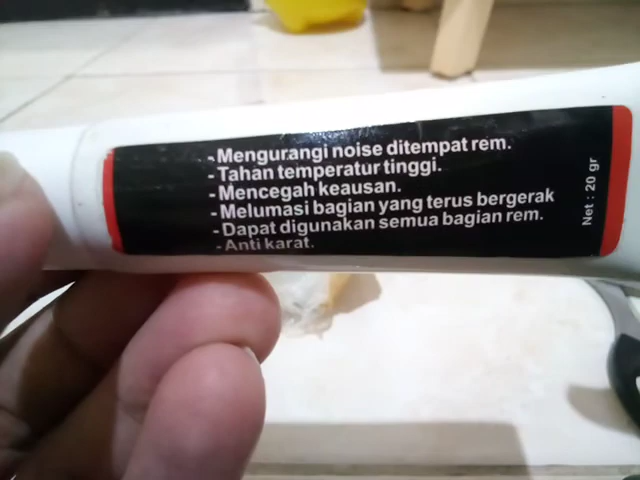 - Mengurangi noise ditempat rem.
- Tahan temperatur tinggi.
- Mencegah keausan.
- Melumasi bagian yang terus bergerak
- Dapat digunakan semua bagian rem.
- Anti karat.
Net : 20 gr